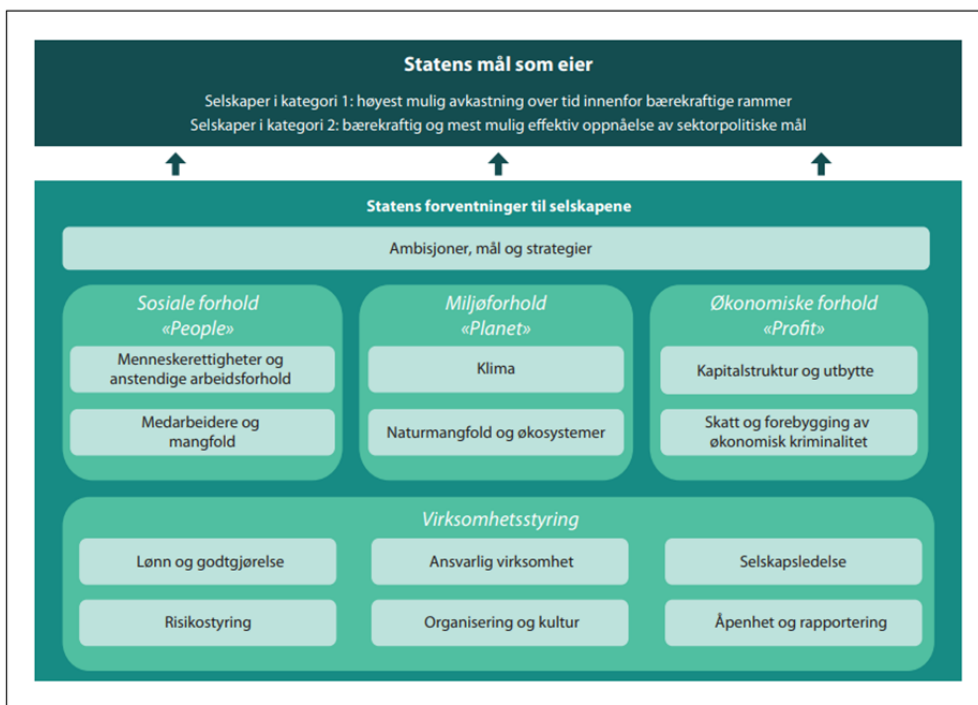 Statens mål som eier
Selskaper i kategori 1: høyest mulig avkastning over tid innenfor bærekraftige rammer
Selskaper i kategori 2: bærekraftig og mest mulig effektiv oppnåelse av sektorpolitiske mål
Statens forventninger til selskapene
Ambisjoner, mål og strategier
Sosiale forhold
«People»
Menneskerettigheter og
anstendige arbeidsforhold
Medarbeidere og
mangfold
Miljøforhold
«Planet»
Klima
Naturmangfold og økosystemer
Økonomiske forhold
«Profit»
Kapitalstruktur og utbytte
Skatt og forebygging av
økonomisk kriminalitet
Virksomhetsstyring
Lønn og godtgjørelse
Ansvarlig virksomhet
Selskapsledelse
Risikostyring
Organisering og kultur
Åpenhet og rapportering